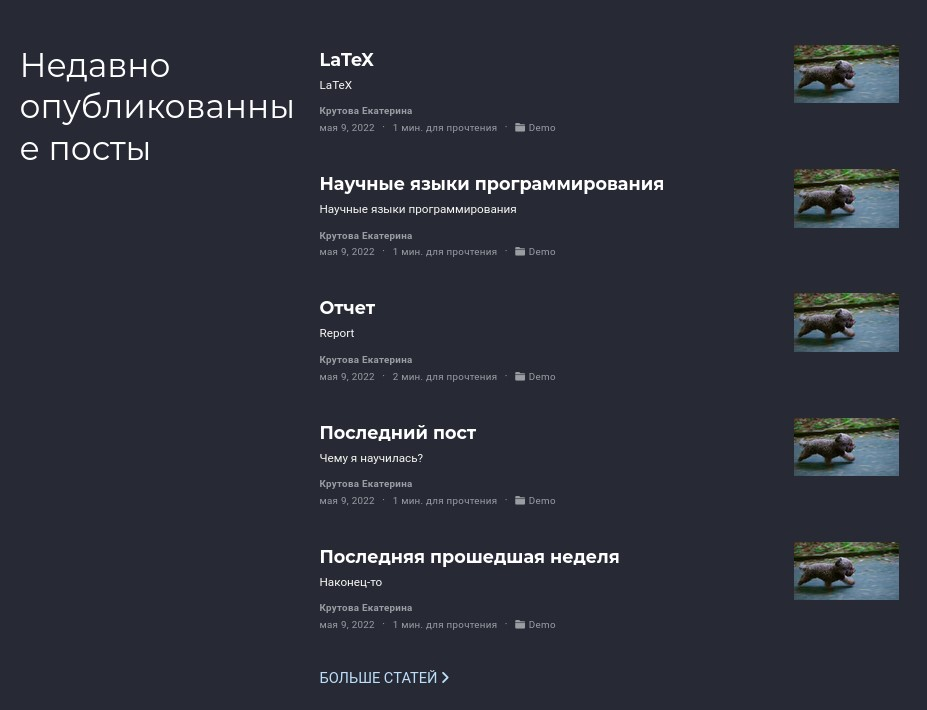 Недавно
опубликованны
е посты
LaTeX
LaTeX
Крутова Екатерина
мая 9, 2022 · 1 мин. для прочтения · Demo
Научные языки программирования
Научные языки программирования
Крутова Екатерина
мая 9, 2022 · 1 мин. для прочтения · Demo
Отчет
Report
Крутова Екатерина
мая 9, 2022 · 2 мин. для прочтения · Demo
Последний пост
Чему я научилась?
Крутова Екатерина
мая 9, 2022 · 1 мин. для прочтения · Demo
Последняя прошедшая неделя
Наконец-то
Крутова Екатерина
мая 9, 2022 · 1 мин. для прочтения · Demo
БОЛЬШЕ СТАТЕЙ